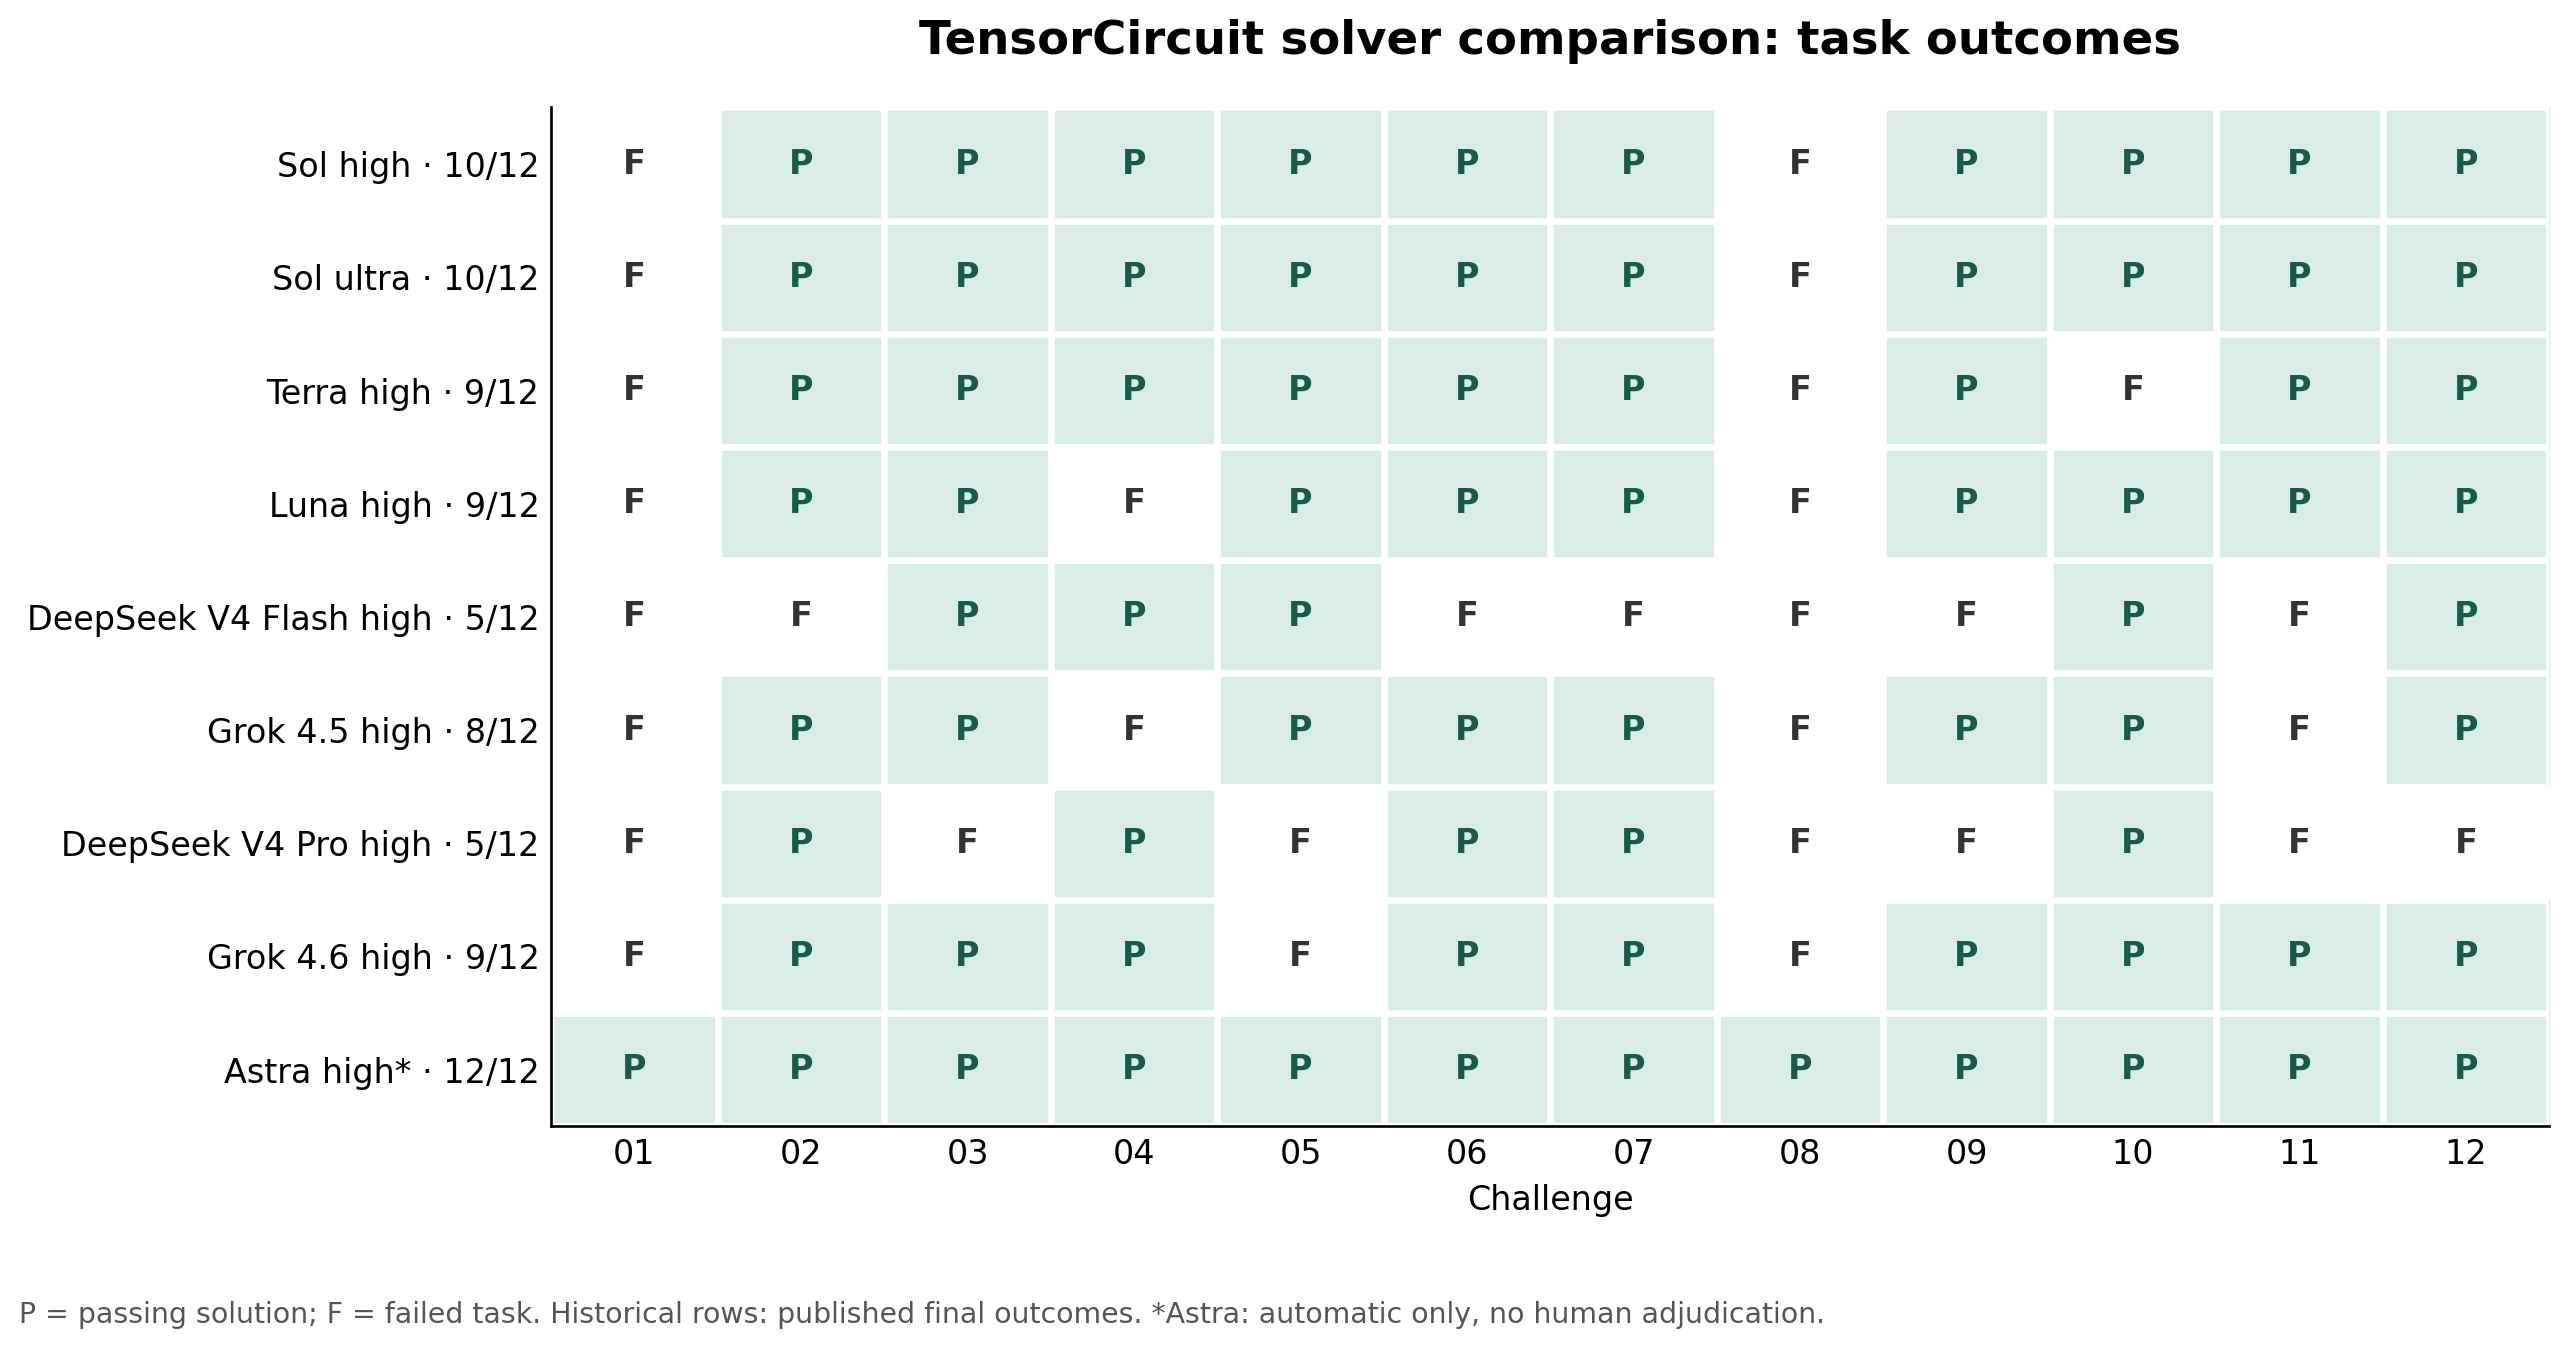 TensorCircuit solver comparison: task outcomes
Sol high · 10/12 F P P P P P P F P P P P
Sol ultra · 10/12 F P P P P P P F P P P P
Terra high · 9/12 F P P P P P P F P F P P
Luna high · 9/12 F P P F P P P F P P P P
DeepSeek V4 Flash high · 5/12 F F P P P F F F F P F P
Grok 4.5 high · 8/12 F P P F P P P F P P F P
DeepSeek V4 Pro high · 5/12 F P F P F P P F F P F F
Grok 4.6 high · 9/12 F P P P F P P F P P P P
Astra high* · 12/12 P P P P P P P P P P P P
01 02 03 04 05 06 07 08 09 10 11 12
Challenge
P = passing solution; F = failed task. Historical rows: published final outcomes. *Astra: automatic only, no human adjudication.